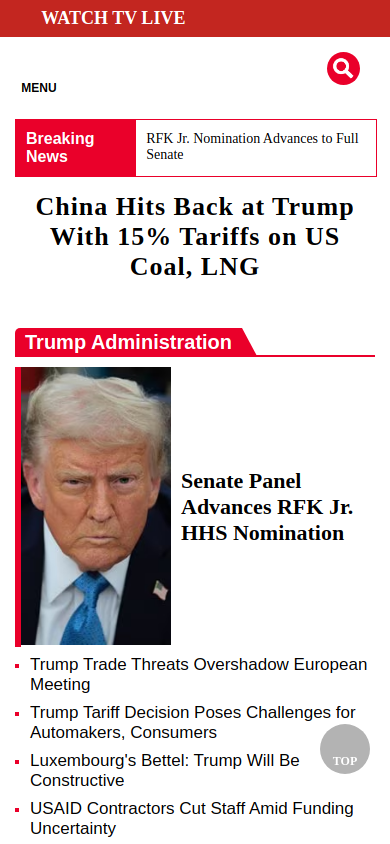 WATCH TV LIVE
MENU
Breaking
News
RFK Jr. Nomination Advances to Full
Senate
China Hits Back at Trump
With 15% Tariffs on US
Coal, LNG
Trump Administration
Senate Panel
Advances RFK Jr.
HHS Nomination
Trump Trade Threats Overshadow European
Meeting
Trump Tariff Decision Poses Challenges for
Automakers, Consumers
Luxembourg's Bettel: Trump Will Be
Constructive
TOP
USAID Contractors Cut Staff Amid Funding
Uncertainty